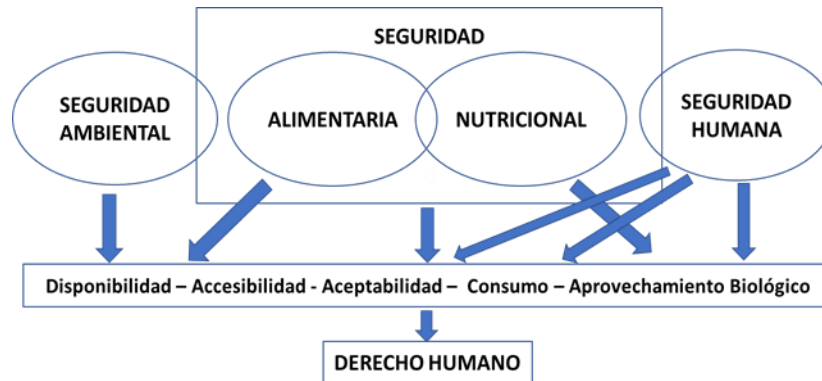 SEGURIDAD
SEGURIDAD
AMBIENTAL
ALIMENTARIA
NUTRICIONAL
SEGURIDAD
HUMANA
Disponibilidad – Accesibilidad - Aceptabilidad – Consumo – Aprovechamiento Biológico
DERECHO HUMANO